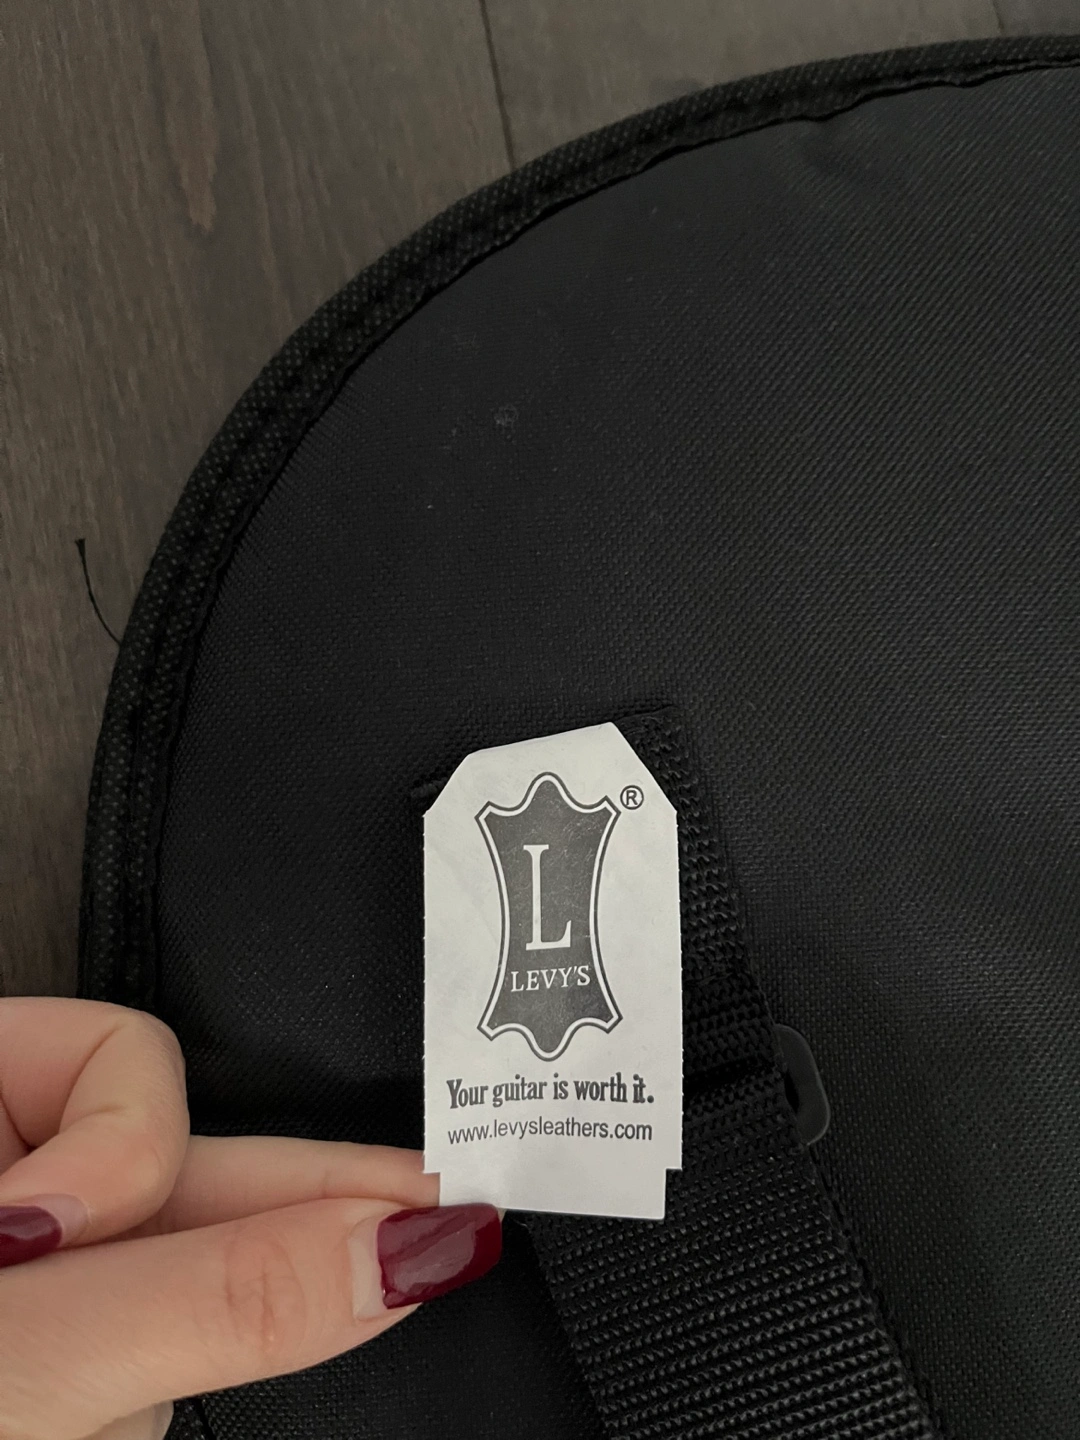 ®
L
LEVY'S
Your guitar is worth it.
www.levysleathers.com